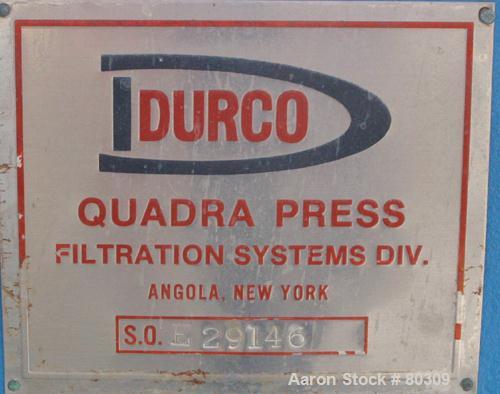 DURCO
QUADRA PRESS
FILTRATION SYSTEMS DIV.
ANGOLA, NEW YORK
S.O. E 29146
Aaron Stock # 80309